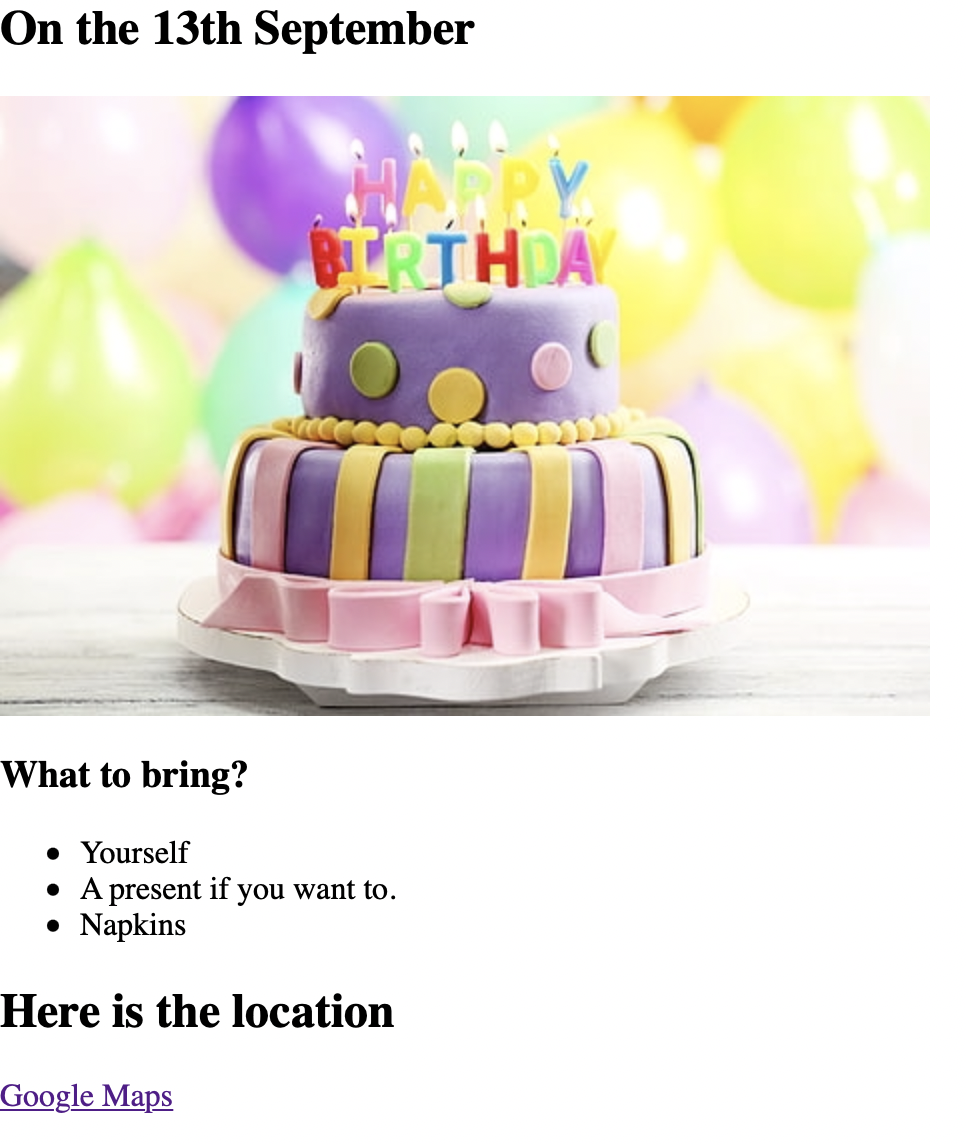 On the 13th September
HAPPY
BIRTHDAY
What to bring?
Yourself
A present if you want to.
Napkins
Here is the location
Google Maps